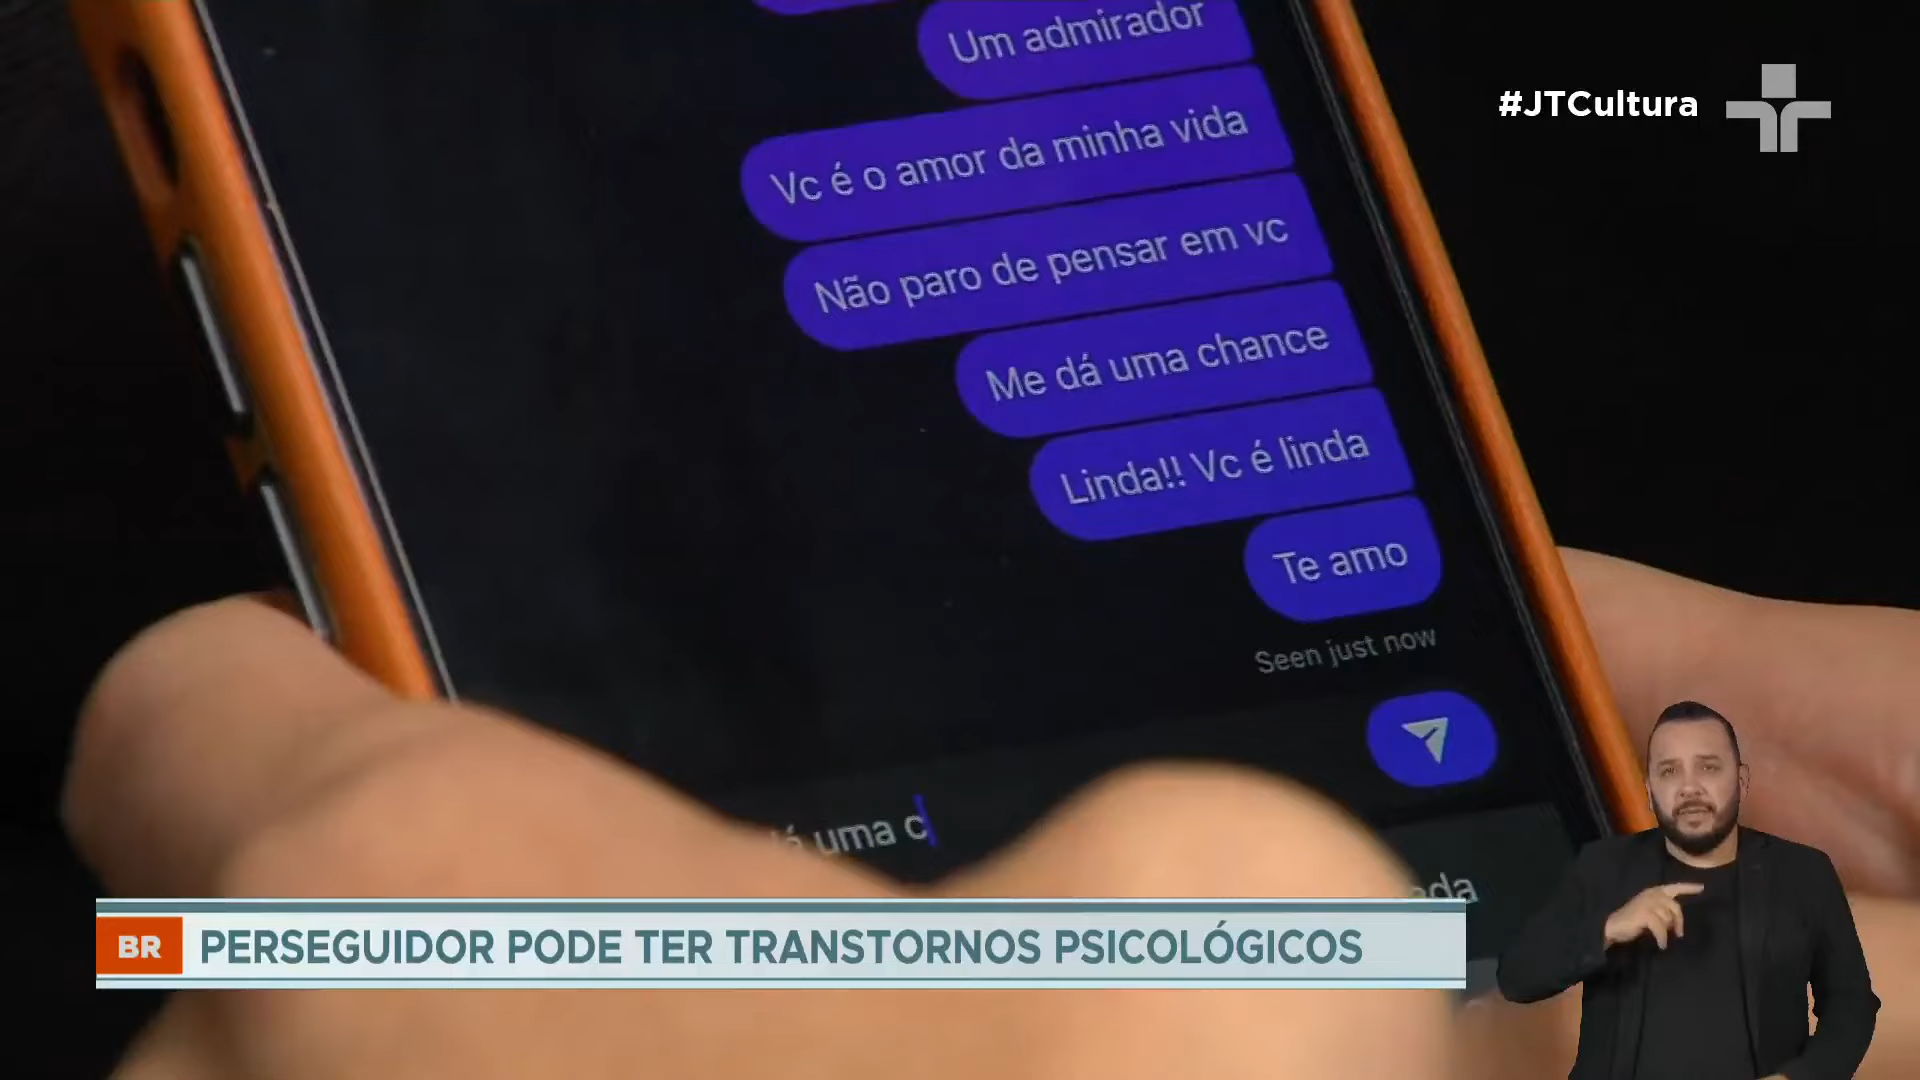 Um admirador
#JTCultura
Vc é o amor da minha vida
Não paro de pensar em vc
Me dá uma chance
Linda!! Vc é linda
Te amo
Seen just now
uma c
BR
PERSEGUIDOR PODE TER TRANSTORNOS PSICOLÓGICOS